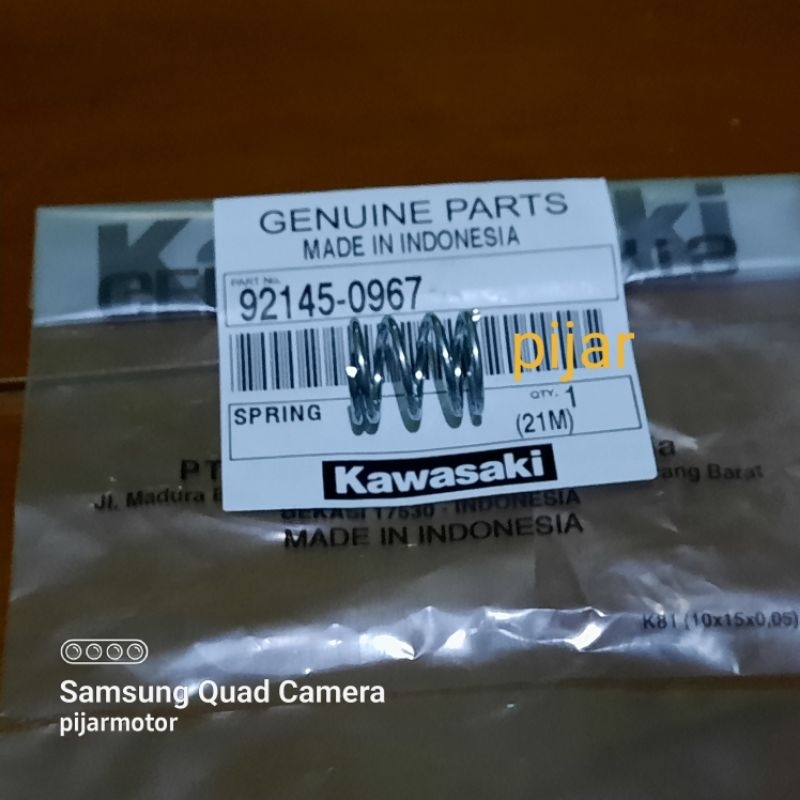 GENUINE PARTS
MADE IN INDONESIA
PART No.
92145-0967
pijar
SPRING
QTY. 1
(21M)
Kawasaki
PT
Jl. Madura
ang Barat
BEKASI 17530 - INDONESIA
MADE IN INDONESIA
K81 (10x15x0,05)
Samsung Quad Camera
pijarmotor